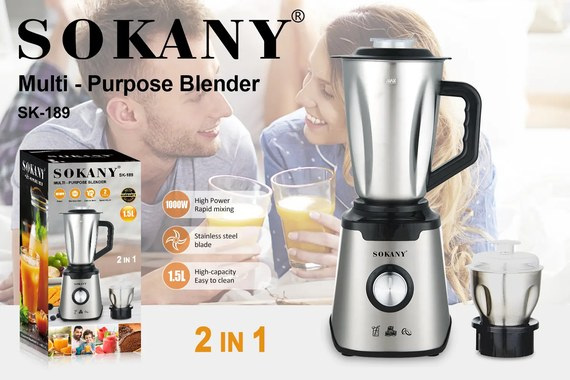 SOKANY®
Multi - Purpose Blender
SK-189
SOKANY®
SK-189
MULTI - PURPOSE BLENDER
1.5L
2 IN 1
1000W
High Power
Rapid mixing
Stainless steel
blade
1.5L
High-capacity
Easy to clean
2 IN 1
SOKANY